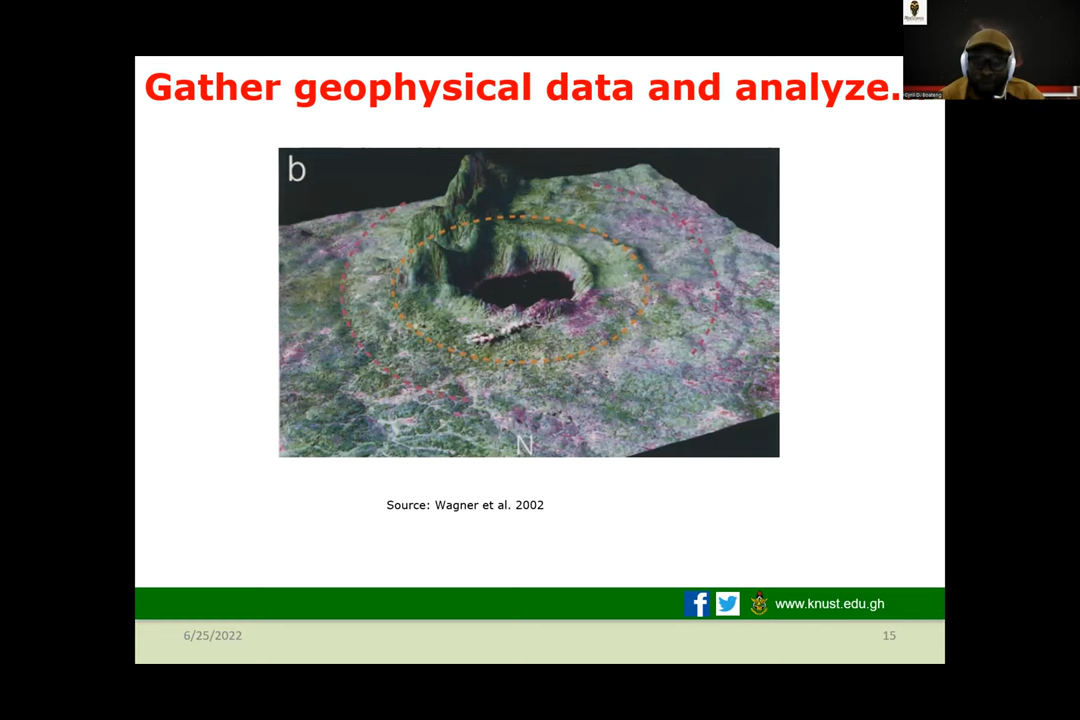 Gather geophysical data and analyze.
b
N
Source: Wagner et al. 2002
www.knust.edu.gh
6/25/2022
15